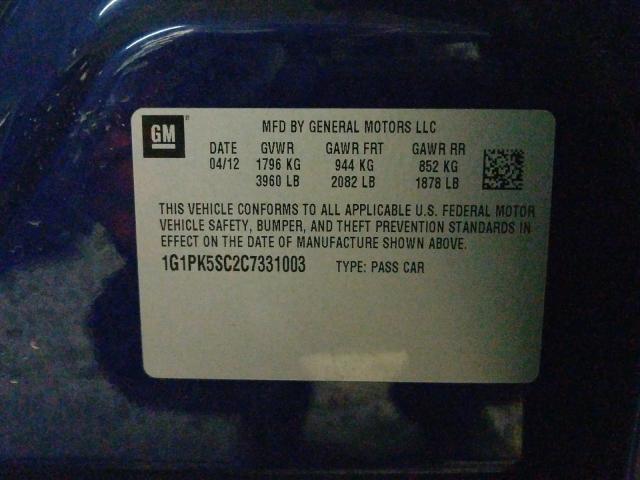 GM
MFD BY GENERAL MOTORS LLC
DATE GVWR GAWR FRT GAWR RR
04/12 1796 KG 944 KG 852 KG
3960 LB 2082 LB 1878 LB
THIS VEHICLE CONFORMS TO ALL APPLICABLE U.S. FEDERAL MOTOR
VEHICLE SAFETY, BUMPER, AND THEFT PREVENTION STANDARDS IN
EFFECT ON THE DATE OF MANUFACTURE SHOWN ABOVE.
1G1PK5SC2C7331003 TYPE: PASS CAR